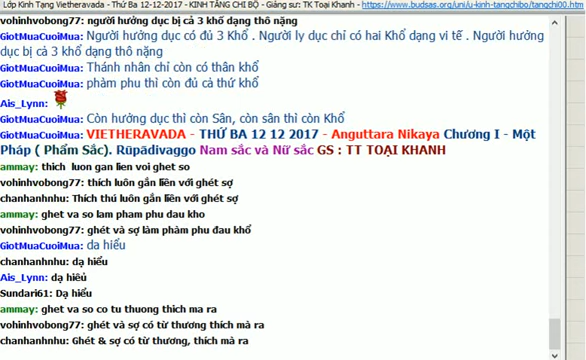 Lớp Kinh Tạng Vietheravada - Thứ Ba 12-12-2017 - KINH TĂNG CHI BỘ - Giảng sư: TK Toại Khanh - https://www.budsas.org/uni/u-kinh-tangchibo/tangchi00.htm
vohinhvobong77: người hưởng dục bị cả 3 khổ dạng thô nặng
GiotMuaCuoiMua: Người hưởng dục có đủ 3 Khổ . Người ly dục chỉ có hai Khổ dạng vi tế . Người hưởng
dục bị cả 3 khổ dạng thô nặng
GiotMuaCuoiMua: Thánh nhân chỉ còn có thân khổ
GiotMuaCuoiMua: phàm phu thì còn đủ cả thứ khổ
Ais_Lynn:
GiotMuaCuoiMua: Còn hưởng dục thì còn Sân, còn sân thì còn Khổ
GiotMuaCuoiMua: VIETHERAVADA - THỨ BA 12 12 2017 - Anguttara Nikaya Chương I - Một
Pháp ( Phẩm Sắc). Rūpādivaggo Nam sắc và Nữ sắc GS : TT TOẠI KHANH
ammay: thich luon gan lien voi ghet so
vohinhvobong77: thích luôn gắn liền với ghét sợ
chanhanhnhu: Thích thú luôn gắn liền với ghét sợ
ammay: ghet va so lam pham phu dau kho
vohinhvobong77: ghét và sợ làm phàm phu đau khổ
GiotMuaCuoiMua: dạ hiểu
chanhanhnhu: dạ hiểu
Ais_Lynn: dạ hiêủ
Sundari61: Dạ hiểu
ammay: ghet va so co tu thuong thich ma ra
vohinhvobong77: ghét và sợ có từ thương thích mà ra
chanhanhnhu: Ghét & sợ có từ thương, thích mà ra